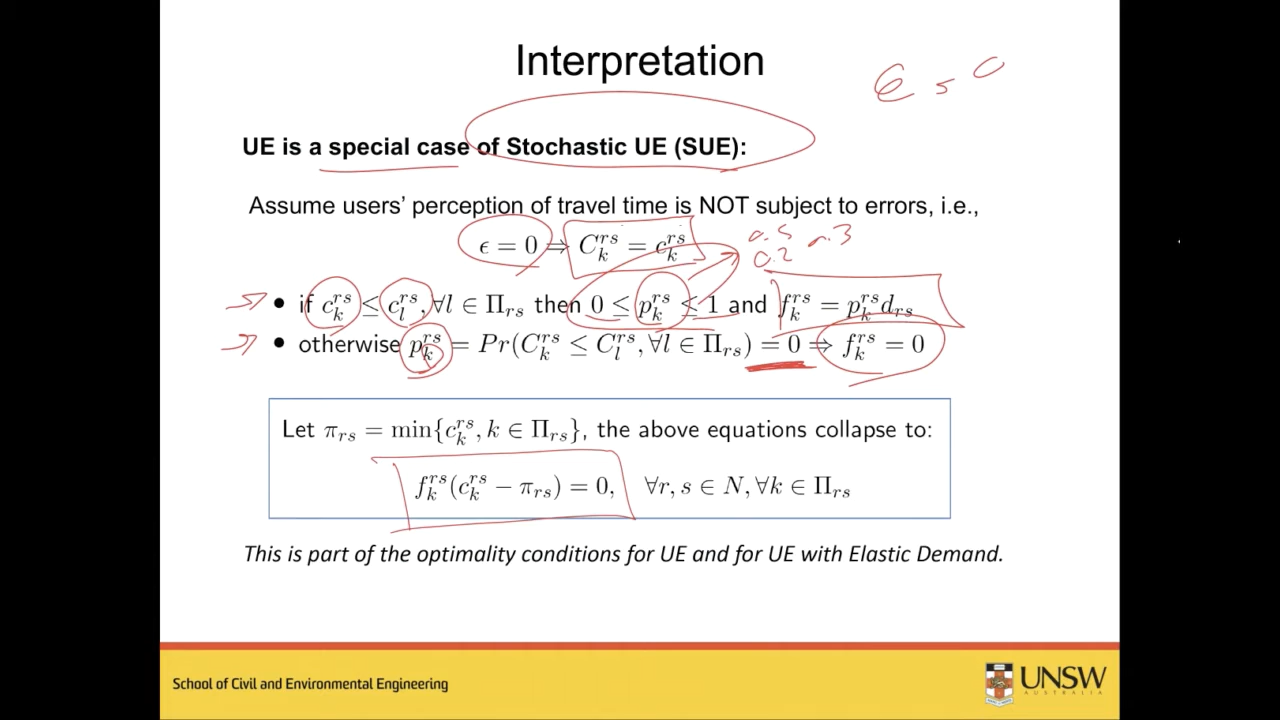 Interpretation
ϵ = 0
UE is a special case of Stochastic UE (SUE):
Assume users' perception of travel time is NOT subject to errors, i.e.,
ϵ = 0 ⇒ C_k^{rs} = c_k^{rs}
0.5 0.3
0.2
• if c_k^{rs} ≤ c_l^{rs}, ∀l ∈ Π_{rs} then 0 ≤ p_k^{rs} ≤ 1 and f_k^{rs} = p_k^{rs} d_{rs}
• otherwise p_k^{rs} = Pr(C_k^{rs} ≤ C_l^{rs}, ∀l ∈ Π_{rs}) = 0 ⇒ f_k^{rs} = 0
Let π_{rs} = min{c_k^{rs}, k ∈ Π_{rs}}, the above equations collapse to:
f_k^{rs}(c_k^{rs} − π_{rs}) = 0, ∀r, s ∈ N, ∀k ∈ Π_{rs}
This is part of the optimality conditions for UE and for UE with Elastic Demand.
School of Civil and Environmental Engineering
UNSW
AUSTRALIA